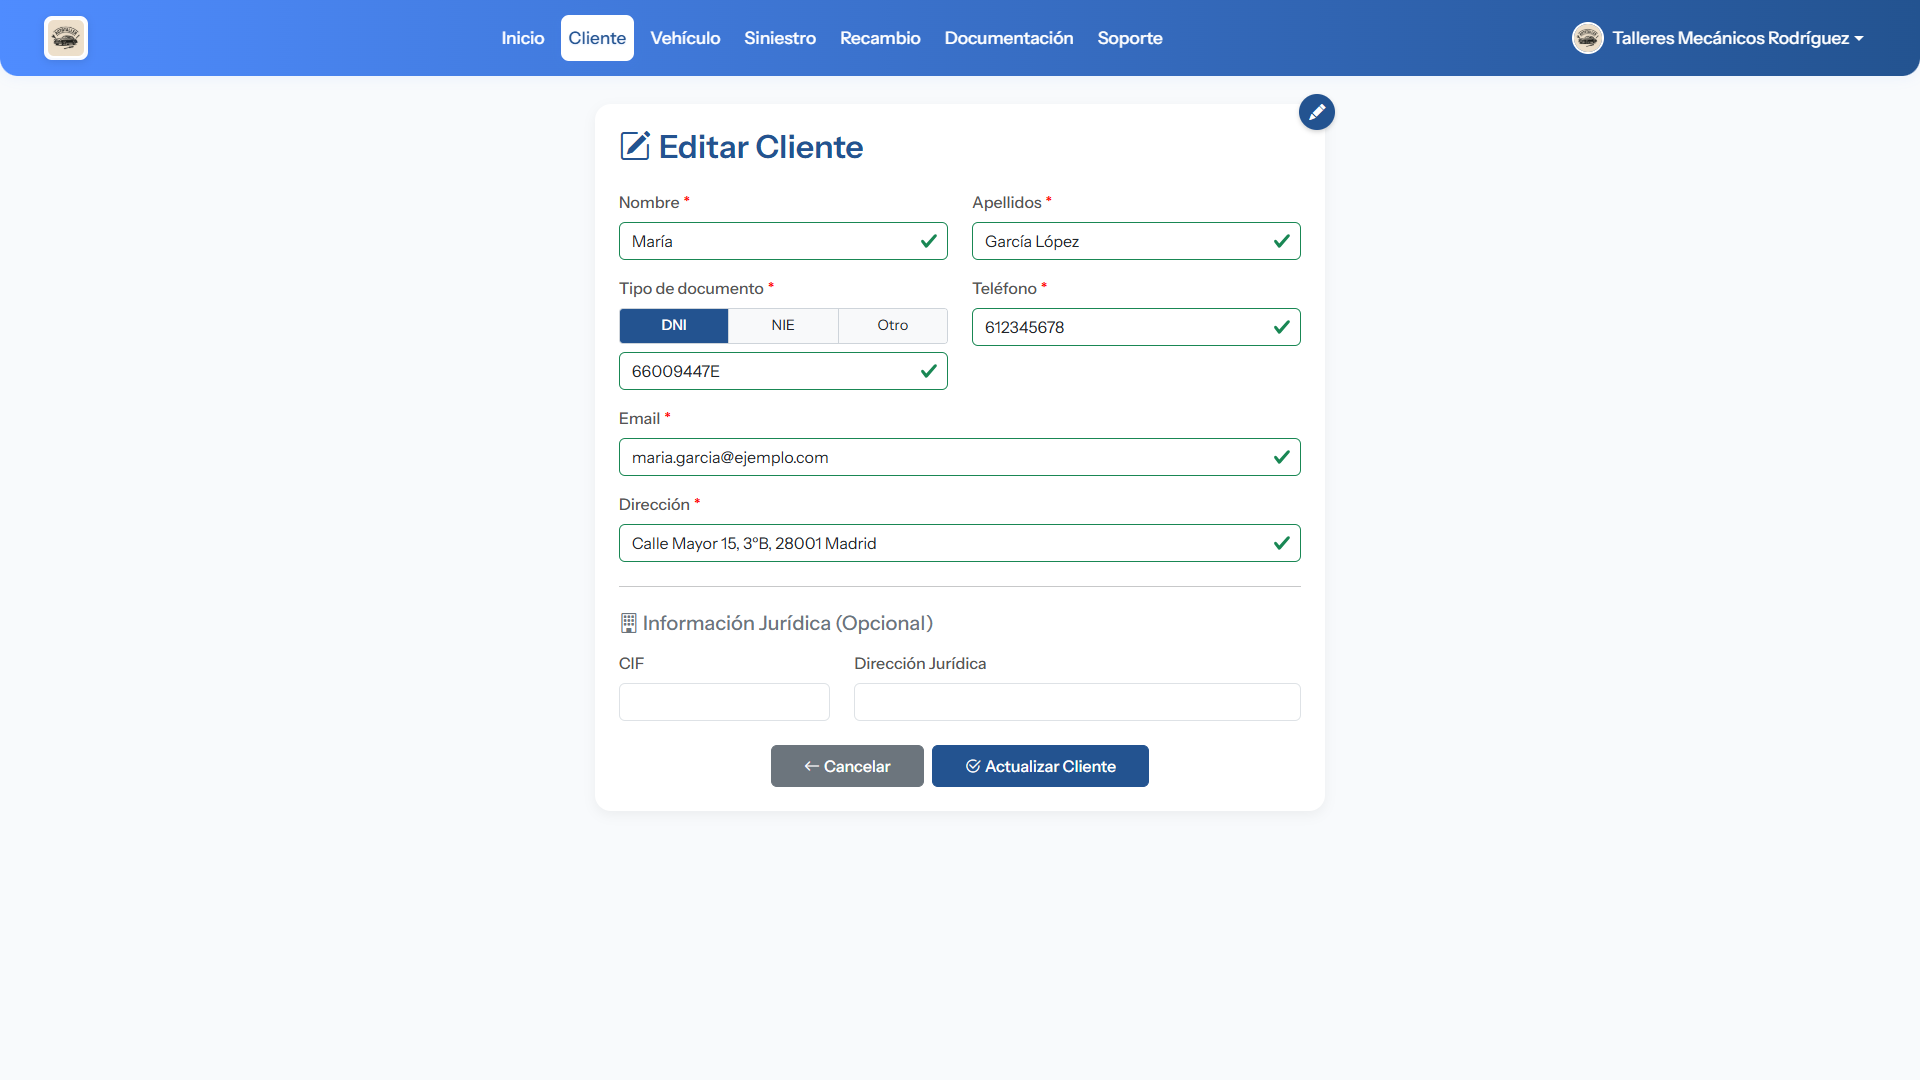 Inicio Cliente Vehículo Siniestro Recambio Documentación Soporte Talleres Mecánicos Rodríguez
Editar Cliente
Nombre * Apellidos *
María García López
Tipo de documento * Teléfono *
DNI NIE Otro 612345678
66009447E
Email *
maria.garcia@ejemplo.com
Dirección *
Calle Mayor 15, 3ºB, 28001 Madrid
Información Jurídica (Opcional)
CIF Dirección Jurídica
Cancelar Actualizar Cliente